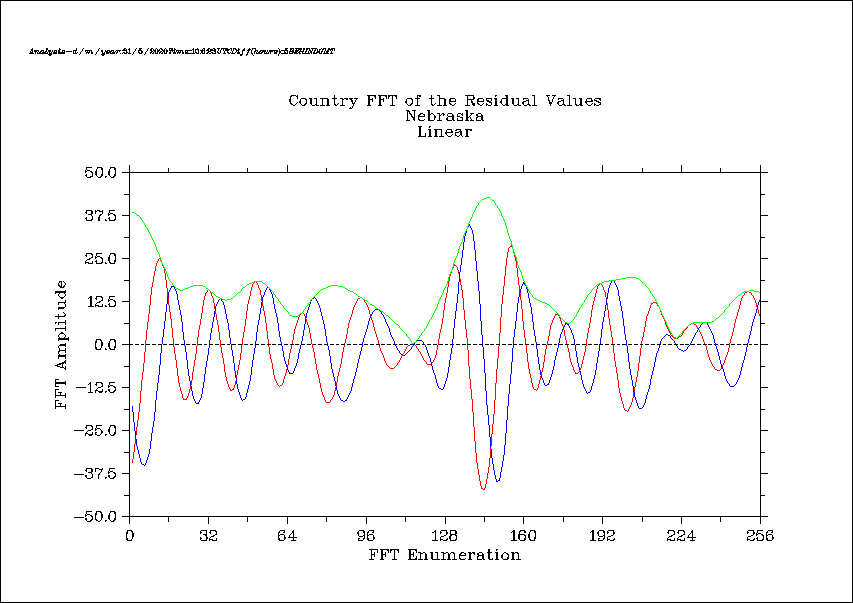 Country FFT of the Residual Values
Nebraska
Linear
FFT Amplitude
50.0
37.5
25.0
12.5
0.0
-12.5
-25.0
-37.5
-50.0
0 32 64 96 128 160 192 224 256
FFT Enumeration